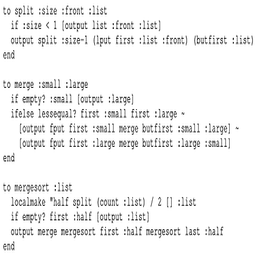 to split :size :front :list
if :size < 1 [output list :front :list]
output split :size-1 (lput first :list :front) (butfirst :list)
end
to merge :small :large
if empty? :small [output :large]
ifelse lessequal? first :small first :large ~
[output fput first :small merge butfirst :small :large] ~
[output fput first :large merge butfirst :large :small]
end
to mergesort :list
localmake "half split (count :list) / 2 [] :list
if empty? first :half [output :list]
output merge mergesort first :half mergesort last :half
end